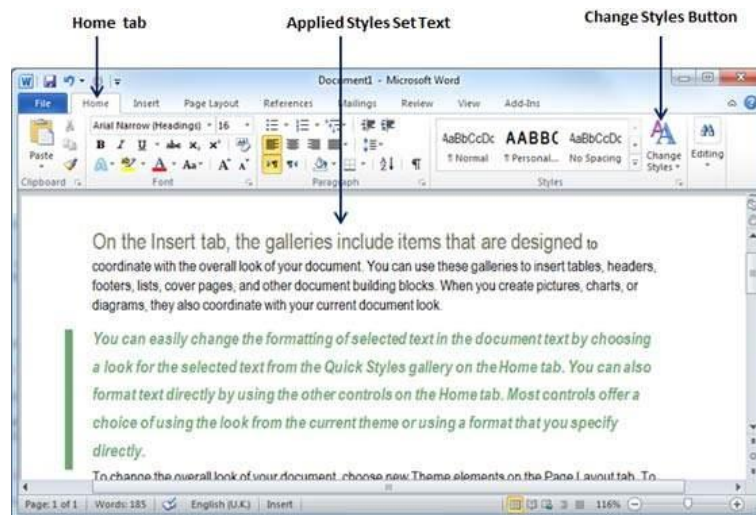 Home tab Applied Styles Set Text Change Styles Button
Document1 - Microsoft Word
File Home Insert Page Layout References Mailings Review View Add-Ins
Arial Narrow (Headings) 16
AaBbCcDc AABBC AaBbCcDc
Paste Change Styles Editing
¶ Normal ¶ Personal... No Spacing
Clipboard Font Paragraph Styles
On the Insert tab, the galleries include items that are designed to
coordinate with the overall look of your document. You can use these galleries to insert tables, headers,
footers, lists, cover pages, and other document building blocks. When you create pictures, charts, or
diagrams, they also coordinate with your current document look.
You can easily change the formatting of selected text in the document text by choosing
a look for the selected text from the Quick Styles gallery on the Home tab. You can also
format text directly by using the other controls on the Home tab. Most controls offer a
choice of using the look from the current theme or using a format that you specify
directly.
To change the overall look of your document, choose new Theme elements on the Page Layout tab. To
Page: 1 of 1 Words: 185 English (U.K.) Insert 116%